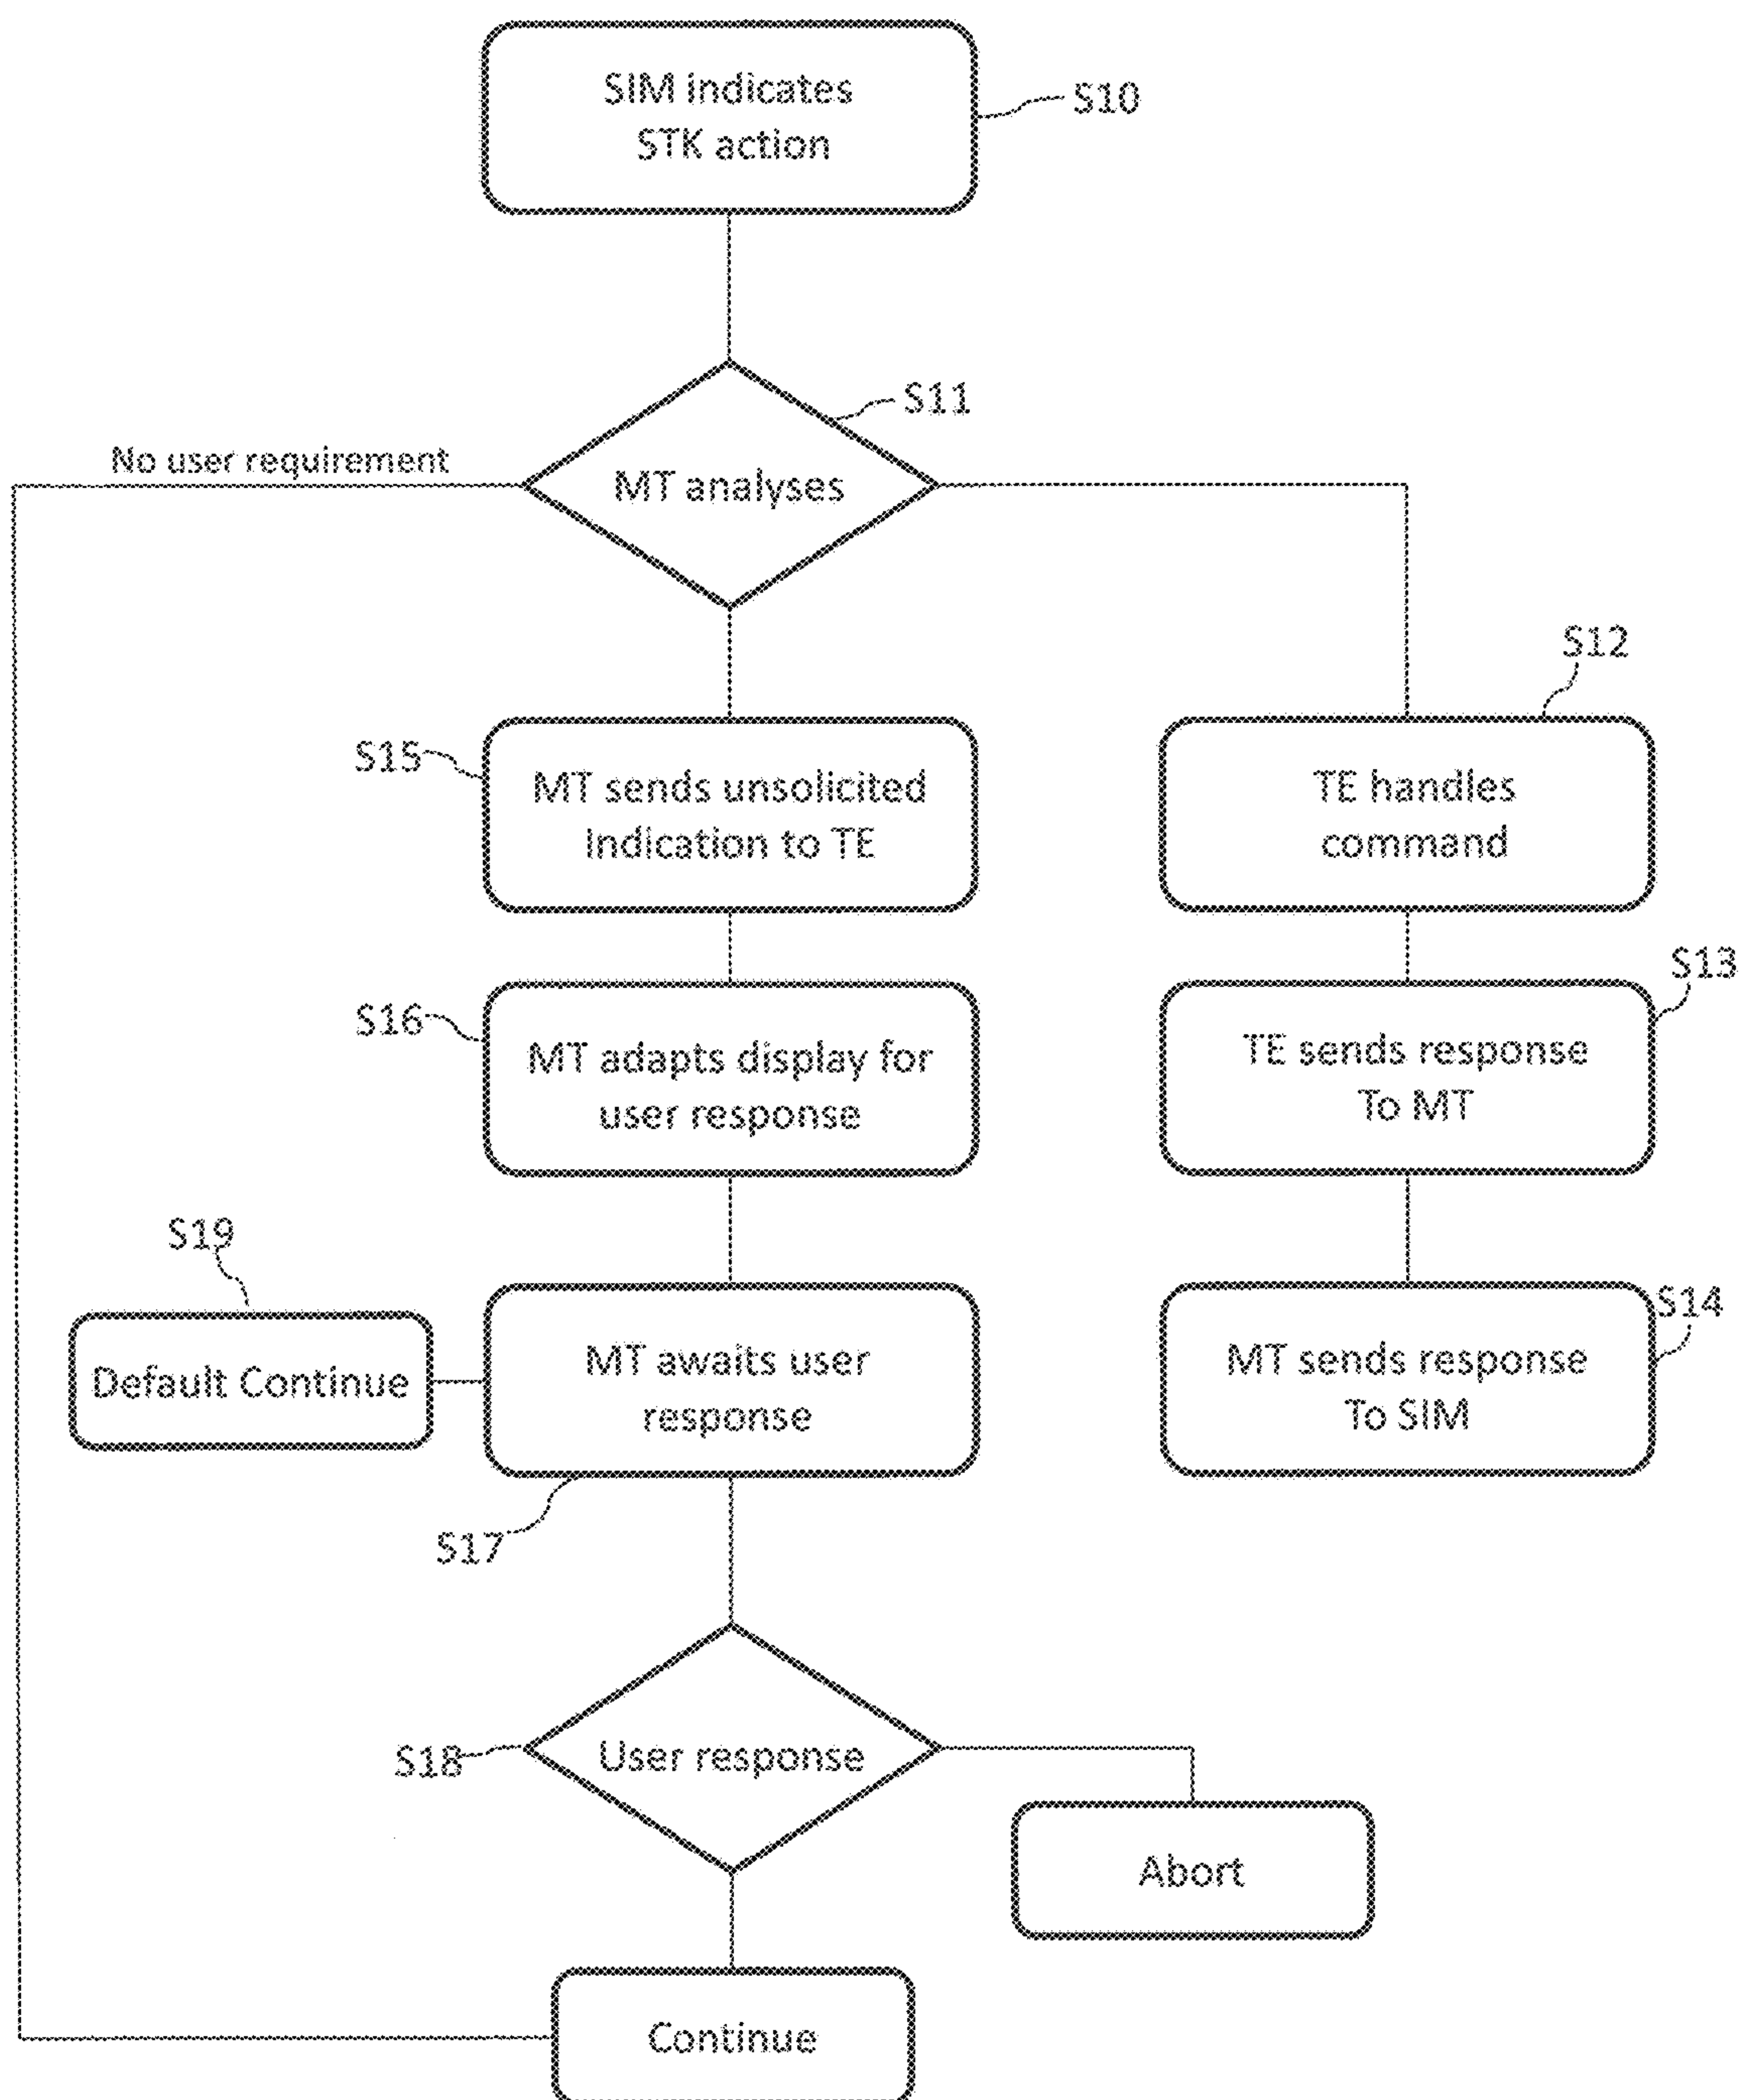 SIM indicates
STK action
S10
S11
No user requirement
MT analyses
S12
S15
MT sends unsolicited
Indication to TE
TE handles
command
S13
S16
MT adapts display for
user response
TE sends response
To MT
S19
S14
Default Continue
MT awaits user
response
MT sends response
To SIM
S17
S18
User response
Abort
Continue